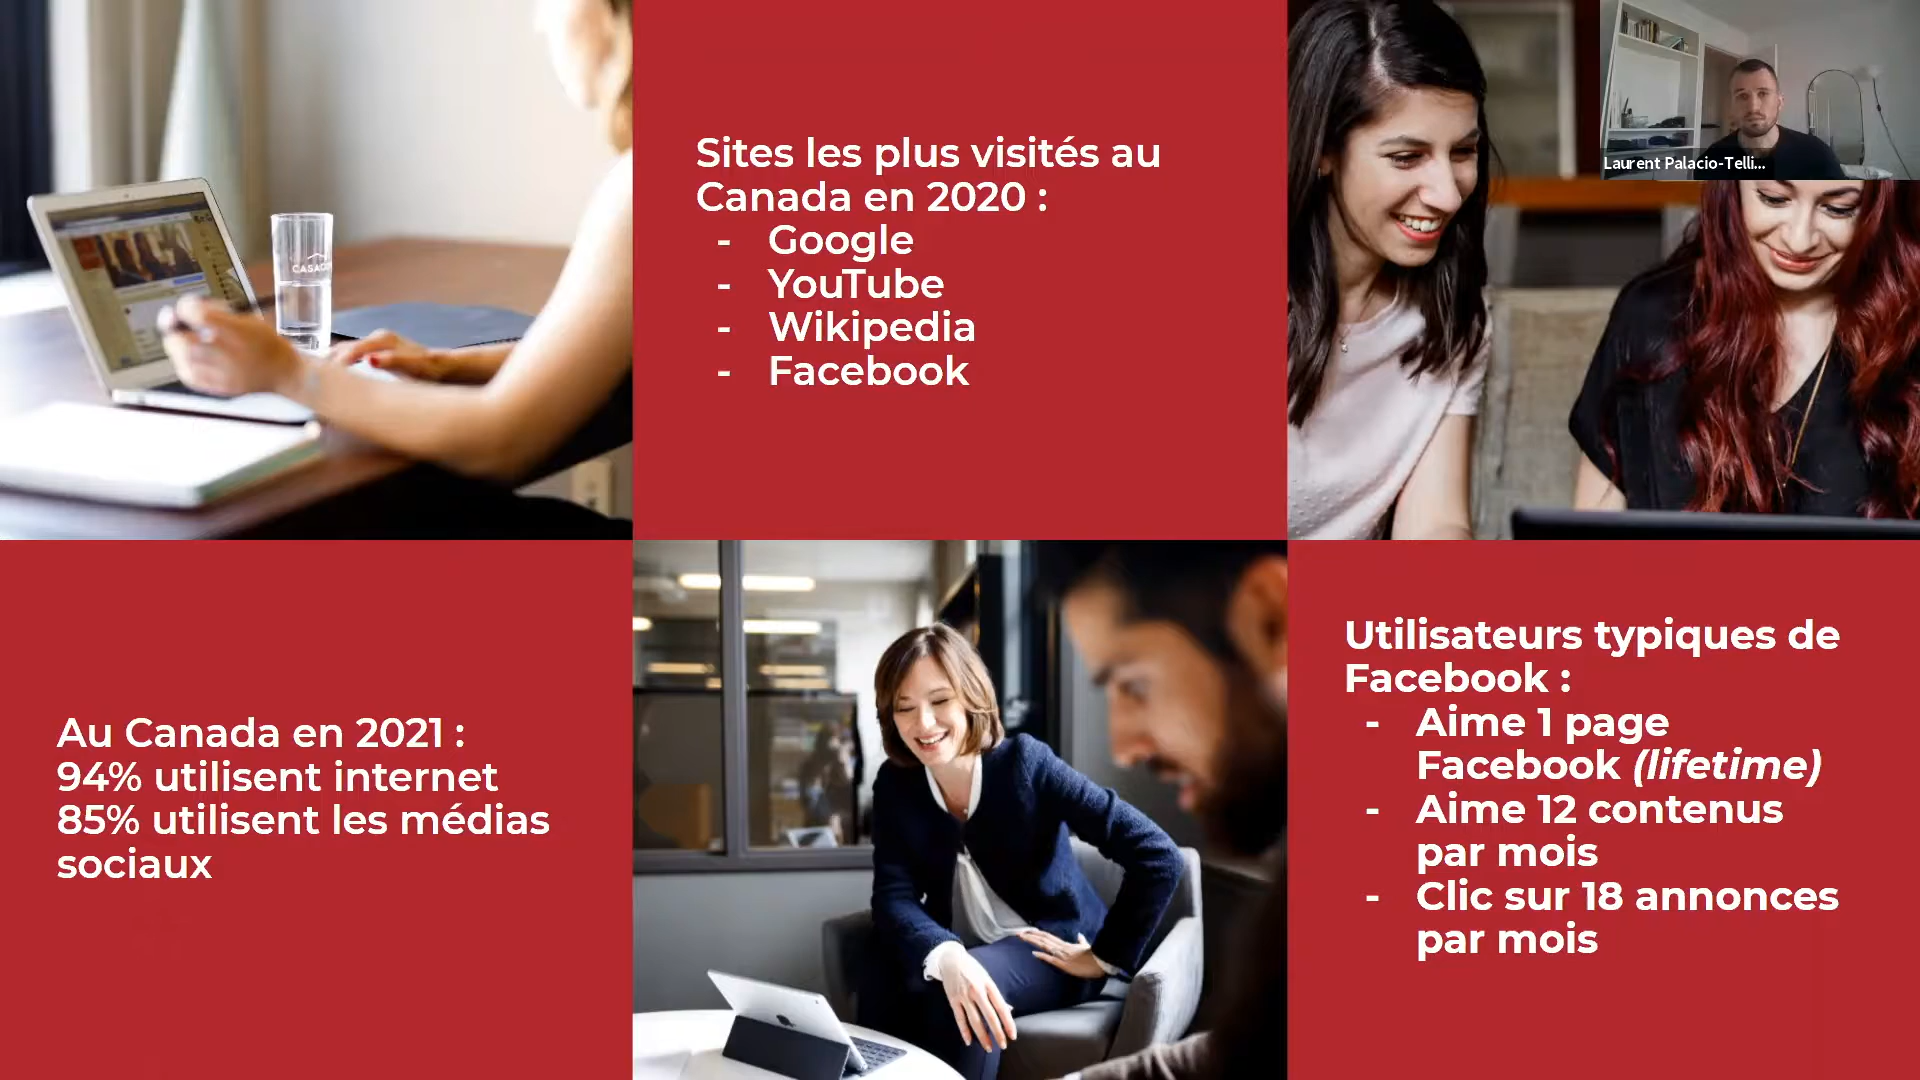 Sites les plus visités au
Canada en 2020 :
- Google
- YouTube
- Wikipedia
- Facebook
Laurent Palacio-Telli...
Au Canada en 2021 :
94% utilisent internet
85% utilisent les médias
sociaux
Utilisateurs typiques de
Facebook :
- Aime 1 page
Facebook (lifetime)
- Aime 12 contenus
par mois
- Clic sur 18 annonces
par mois